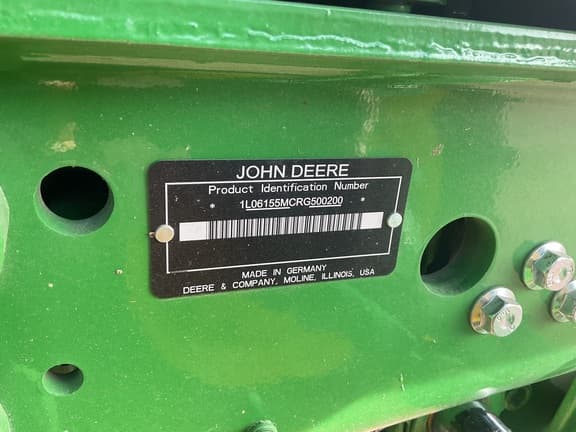 JOHN DEERE
Product Identification Number
* 1L06155MCRG500200 *
MADE IN GERMANY
DEERE & COMPANY, MOLINE, ILLINOIS, USA